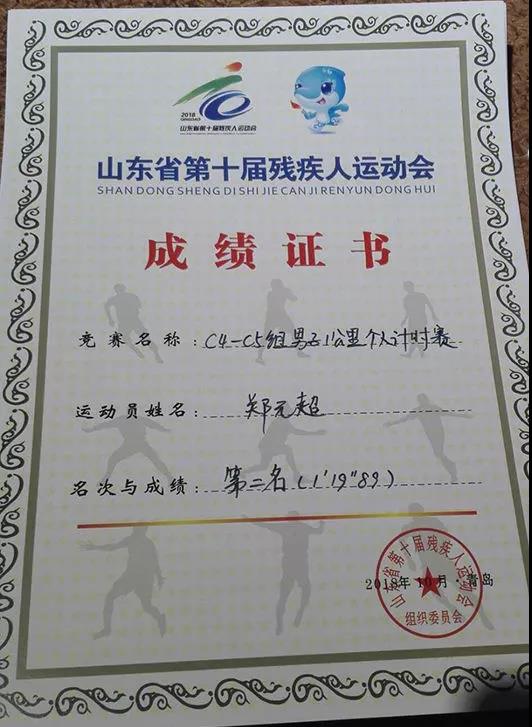 2018
QINGDAO
山东省第十届残疾人运动会
山东省第十届残疾人运动会
SHAN DONG SHENG DI SHI JIE CAN JI REN YUN DONG HUI
成绩证书
竞赛名称：C4-C5组男子1公里个人计时赛
运动员姓名：郑元超
名次与成绩：第二名(1'19"89)
2018年10月·青岛
山东省第十届残疾人运动会
组织委员会